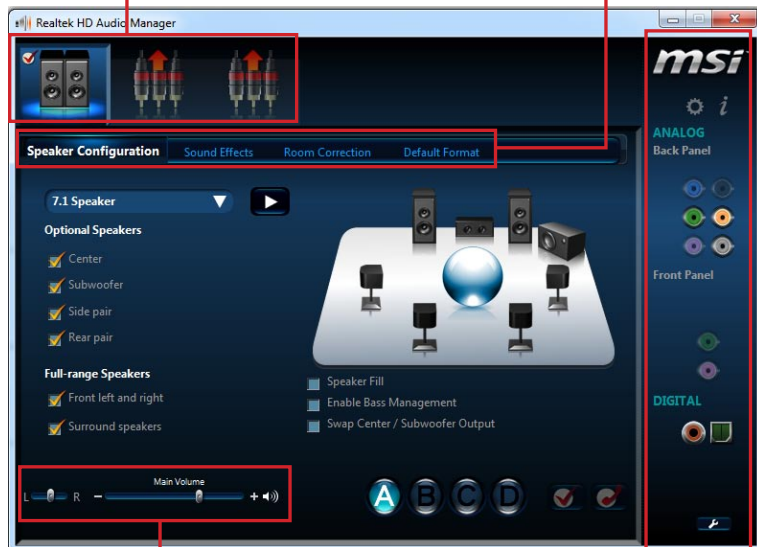 Realtek HD Audio Manager
msi
i
ANALOG
Back Panel
Speaker Configuration Sound Effects Room Correction Default Format
7.1 Speaker
Optional Speakers
Center
Subwoofer
Side pair
Rear pair
Front Panel
Full-range Speakers
Front left and right
Surround speakers
Speaker Fill
Enable Bass Management
Swap Center / Subwoofer Output
DIGITAL
Main Volume
L R - +
A B C D